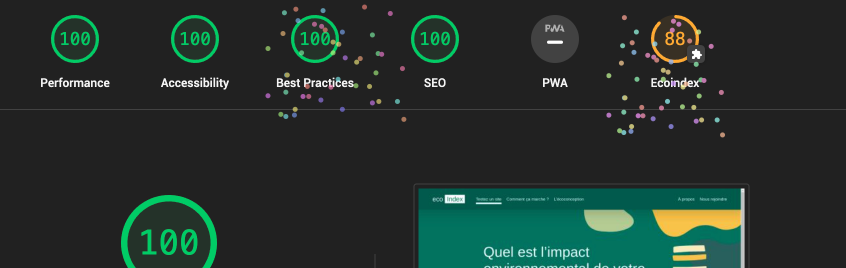 100 100 100 100 PWA 88
Performance Accessibility Best Practices SEO PWA Ecoindex
100
eco index Testez un site Comment ça marche ? L'écoconception À propos Nous rejoindre
Quel est l'impact
environnemental de votre